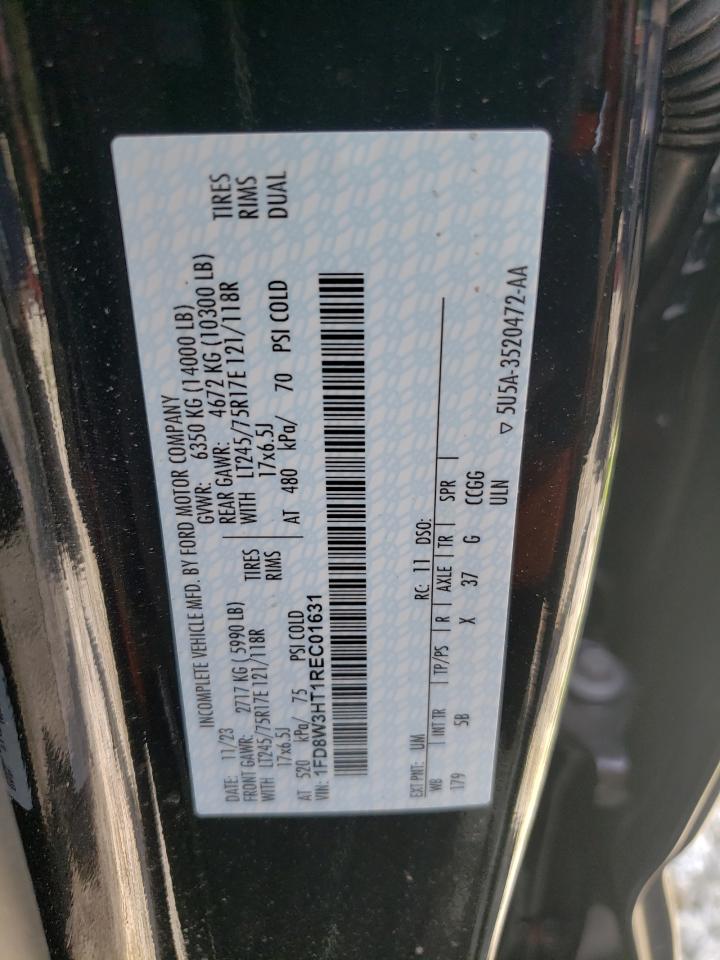 INCOMPLETE VEHICLE MFD. BY FORD MOTOR COMPANY
DATE: 11/23 GVWR: 6350 KG (14000 LB)
FRONT GAWR: 2717 KG (5990 LB) REAR GAWR: 4672 KG (10300 LB)
WITH LT245/75R17E 121/118R TIRES WITH LT245/75R17E 121/118R TIRES
17x6.5J RIMS 17x6.5J RIMS
AT 520 kPa/ 75 PSI COLD AT 480 kPa/ 70 PSI COLD DUAL
VIN: 1FD8W3HT1REC01631
EXT PNT: UM RC: 11 DSO:
WB INT TR TP/PS R AXLE TR SPR
179 5B X 37 G CCGG
ULN
▽ 5U5A-3520472-AA